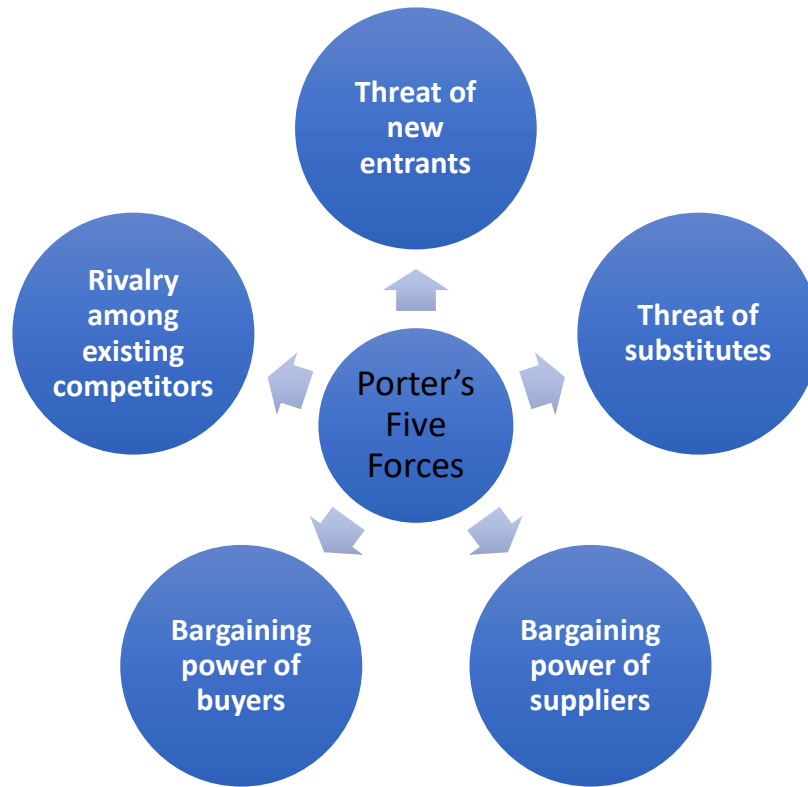 Threat of
new
entrants
Rivalry
among
existing
competitors
Threat of
substitutes
Porter’s
Five
Forces
Bargaining
power of
buyers
Bargaining
power of
suppliers